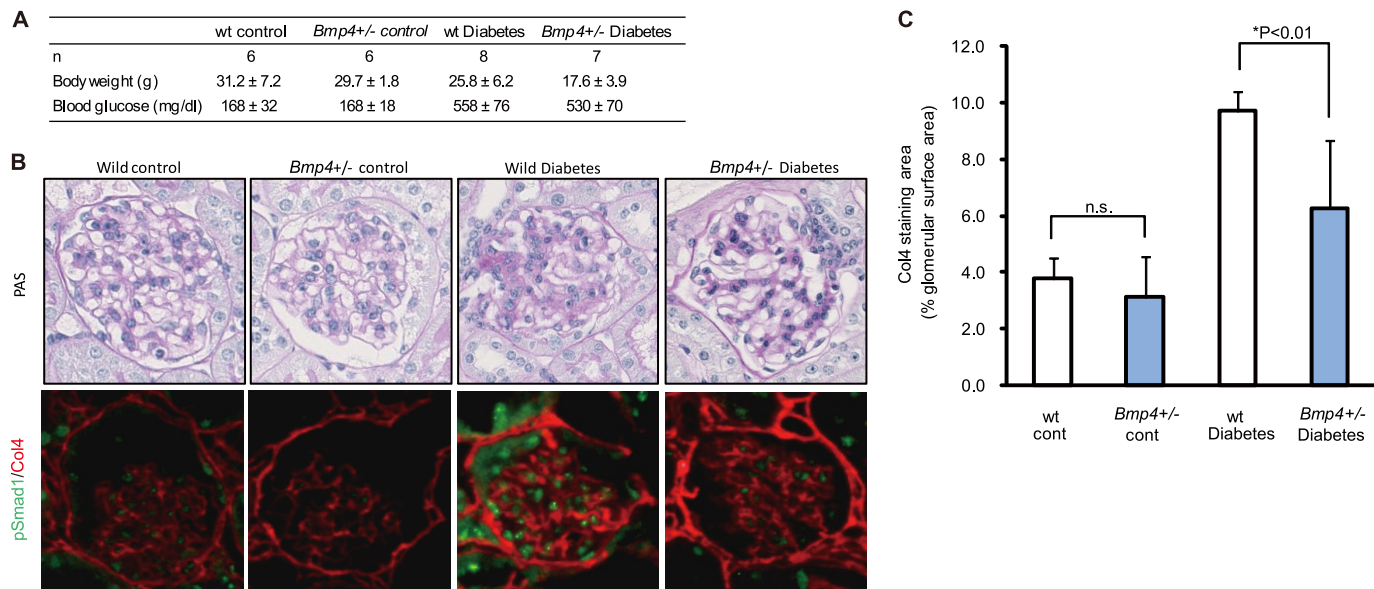 A
wt control Bmp4+/- control wt Diabetes Bmp4+/- Diabetes
n 6 6 8 7
Body weight (g) 31.2 ± 7.2 29.7 ± 1.8 25.8 ± 6.2 17.6 ± 3.9
Blood glucose (mg/dl) 168 ± 32 168 ± 18 558 ± 76 530 ± 70
B
Wild control Bmp4+/- control Wild Diabetes Bmp4+/- Diabetes
PAS
pSmad1/Col4
C
Col4 staining area
(% glomerular surface area)
12.0
10.0
8.0
6.0
4.0
2.0
0.0
*P<0.01
n.s.
wt
cont
Bmp4+/-
cont
wt
Diabetes
Bmp4+/-
Diabetes